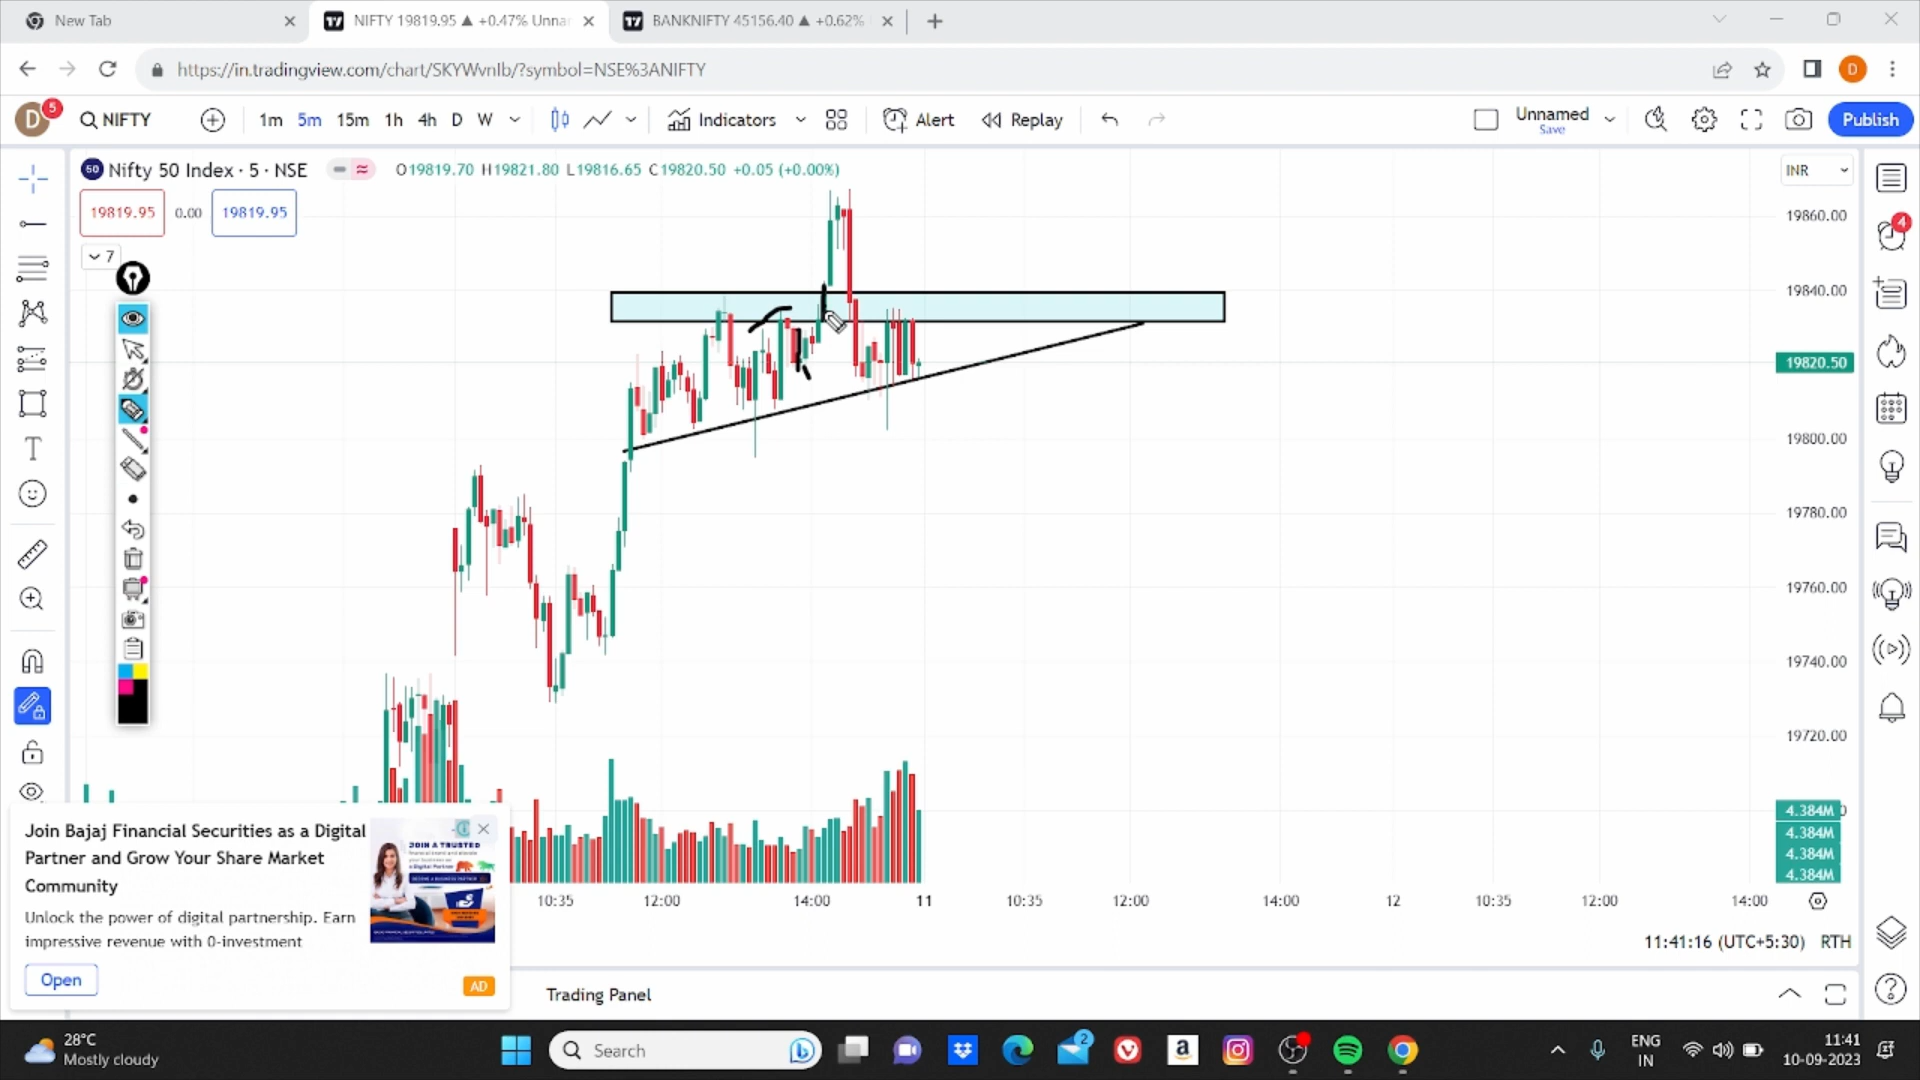 New Tab
NIFTY 19819.95 ▲ +0.47% Unna
BANKNIFTY 45156.40 ▲ +0.62%
https://in.tradingview.com/chart/SKYWvnIb/?symbol=NSE%3ANIFTY
D
D
5
NIFTY
1m 5m 15m 1h 4h D W
Indicators
Alert
Replay
Unnamed
Save
Publish
50 Nifty 50 Index · 5 · NSE
O19819.70 H19821.80 L19816.65 C19820.50 +0.05 (+0.00%)
INR
19819.95 0.00 19819.95
7
4
19860.00
19840.00
19820.50
19800.00
19780.00
19760.00
19740.00
19720.00
4.384M
4.384M
4.384M
4.384M
10:35 12:00 14:00 11 10:35 12:00 14:00 12 10:35 12:00 14:00
11:41:16 (UTC+5:30) RTH
Join Bajaj Financial Securities as a Digital
Partner and Grow Your Share Market
Community
Unlock the power of digital partnership. Earn
impressive revenue with 0-investment
Open
AD
JOIN A TRUSTED
Trading Panel
28°C
Mostly cloudy
Search
2
ENG
IN
11:41
10-09-2023